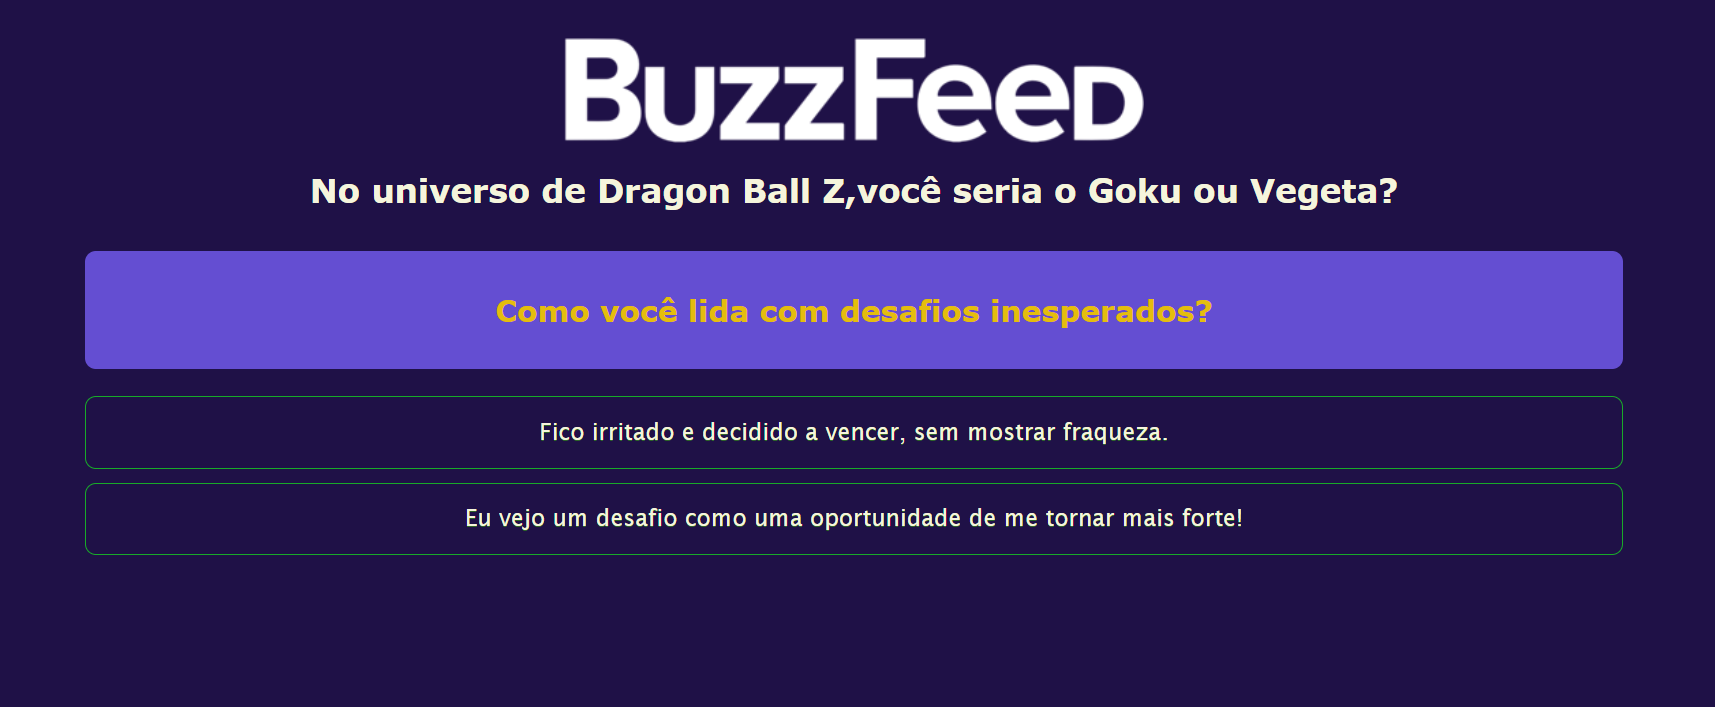 BuzzFeed
No universo de Dragon Ball Z,você seria o Goku ou Vegeta?
Como você lida com desafios inesperados?
Fico irritado e decidido a vencer, sem mostrar fraqueza.
Eu vejo um desafio como uma oportunidade de me tornar mais forte!